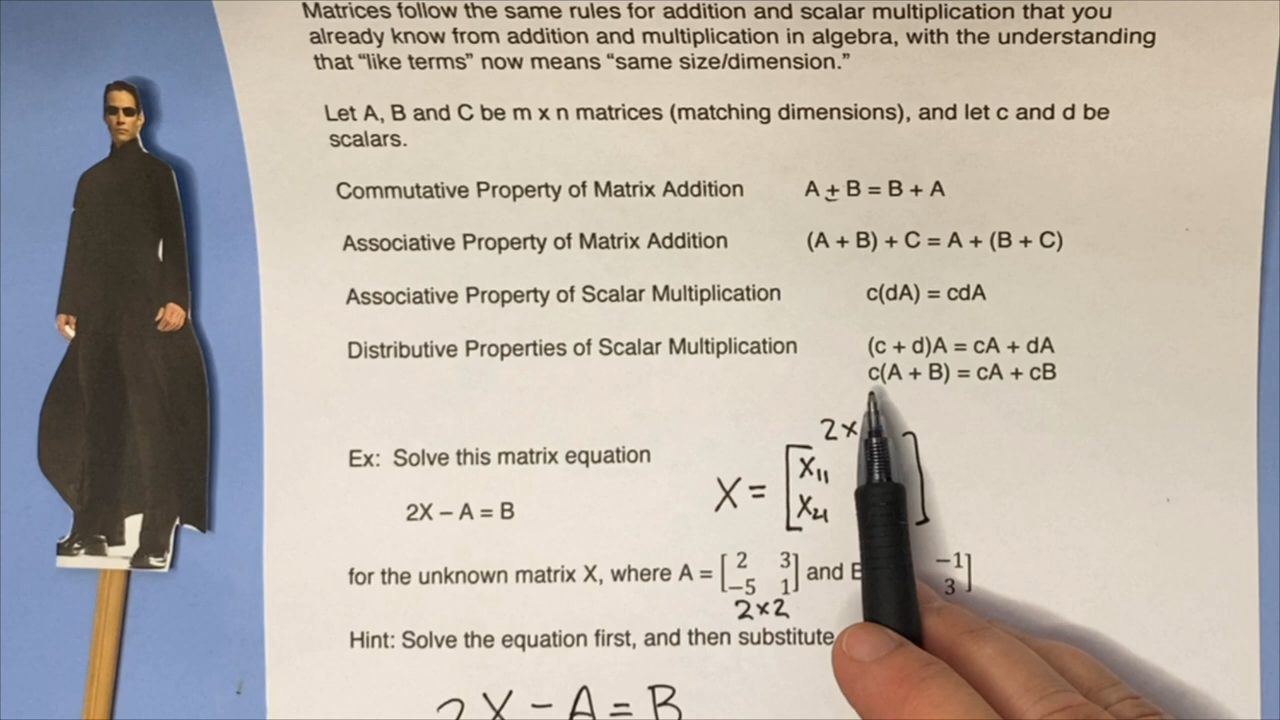 Matrices follow the same rules for addition and scalar multiplication that you
already know from addition and multiplication in algebra, with the understanding
that “like terms” now means “same size/dimension.”
Let A, B and C be m x n matrices (matching dimensions), and let c and d be
scalars.
Commutative Property of Matrix Addition A ± B = B + A
Associative Property of Matrix Addition (A + B) + C = A + (B + C)
Associative Property of Scalar Multiplication c(dA) = cdA
Distributive Properties of Scalar Multiplication (c + d)A = cA + dA
c(A + B) = cA + cB
2x
Ex: Solve this matrix equation
X = [x₁₁
x₂₁ ]
2X – A = B
for the unknown matrix X, where A = [2 3 and −1
−5 1] 3]
2x2
Hint: Solve the equation first, and then substitute
2X - A = B